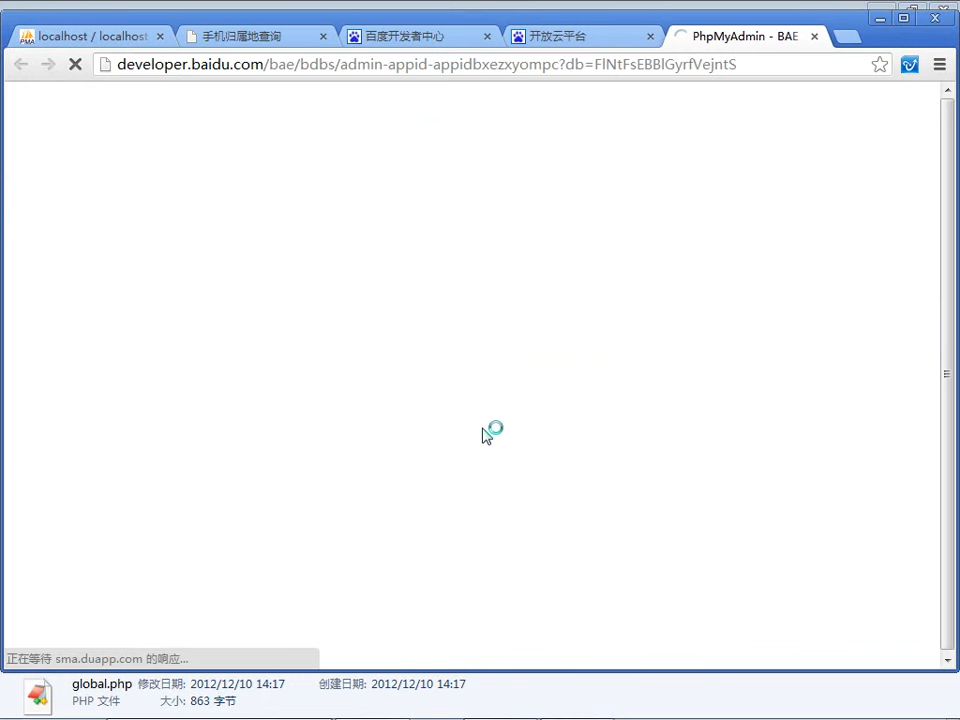 localhost / localhost
手机归属地查询
百度开发者中心
开放云平台
PhpMyAdmin - BAE
developer.baidu.com/bae/bdbs/admin-appid-appidbxezxyompc?db=FlNtFsEBBlGyrfVejntS
正在等待 sma.duapp.com 的响应...
global.php 修改日期: 2012/12/10 14:17 创建日期: 2012/12/10 14:17
PHP 文件 大小: 863 字节